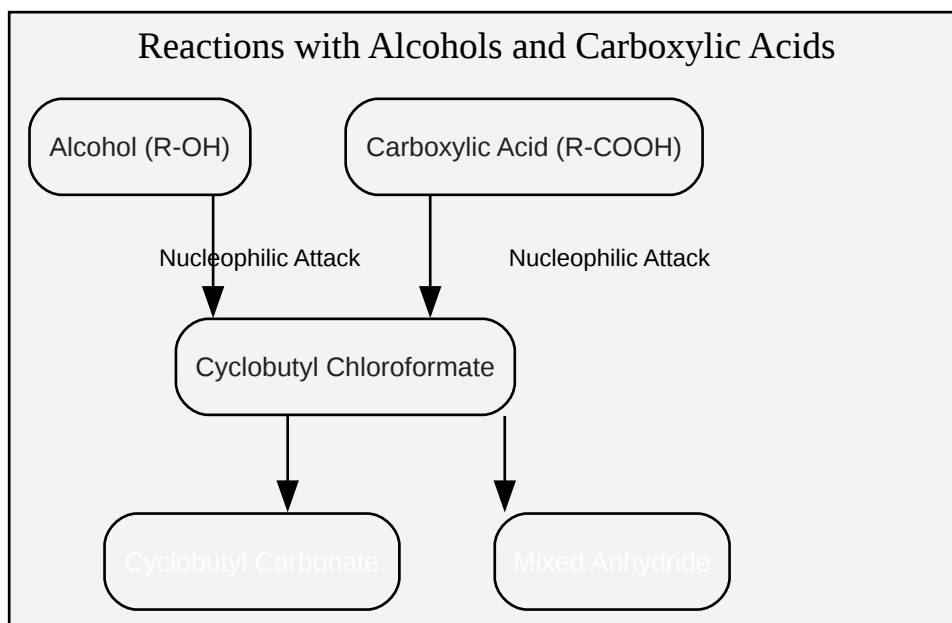 Reactions with Alcohols and Carboxylic Acids
Alcohol (R-OH)
Carboxylic Acid (R-COOH)
Nucleophilic Attack
Nucleophilic Attack
Cyclobutyl Chloroformate
Cyclobutyl Carbonate
Mixed Anhydride